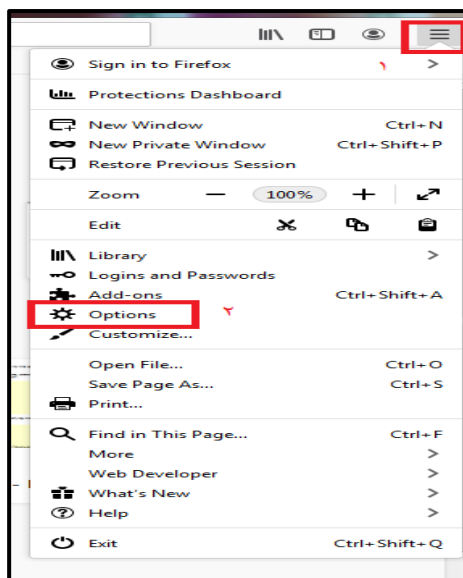 Sign in to Firefox ١ >
Protections Dashboard
New Window Ctrl+N
New Private Window Ctrl+Shift+P
Restore Previous Session
Zoom — 100% +
Edit
Library >
Logins and Passwords
Add-ons Ctrl+Shift+A
Options ٢
Customize...
Open File... Ctrl+O
Save Page As... Ctrl+S
Print...
Find in This Page... Ctrl+F
More >
Web Developer >
What's New >
Help >
Exit Ctrl+Shift+Q